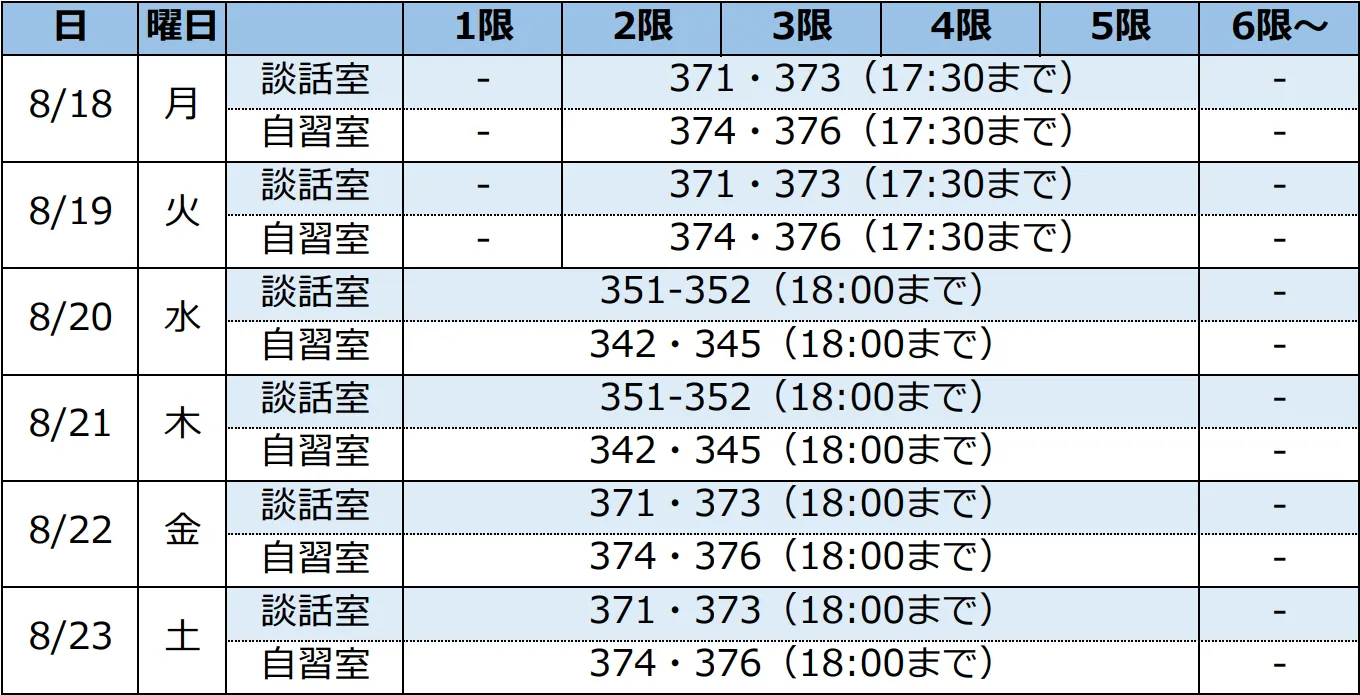 日 曜日 1限 2限 3限 4限 5限 6限～
8/18 月 談話室 - 371・373（17:30まで） -
自習室 - 374・376（17:30まで） -
8/19 火 談話室 - 371・373（17:30まで） -
自習室 - 374・376（17:30まで） -
8/20 水 談話室 351-352（18:00まで） -
自習室 342・345（18:00まで） -
8/21 木 談話室 351-352（18:00まで） -
自習室 342・345（18:00まで） -
8/22 金 談話室 371・373（18:00まで） -
自習室 374・376（18:00まで） -
8/23 土 談話室 371・373（18:00まで） -
自習室 374・376（18:00まで） -